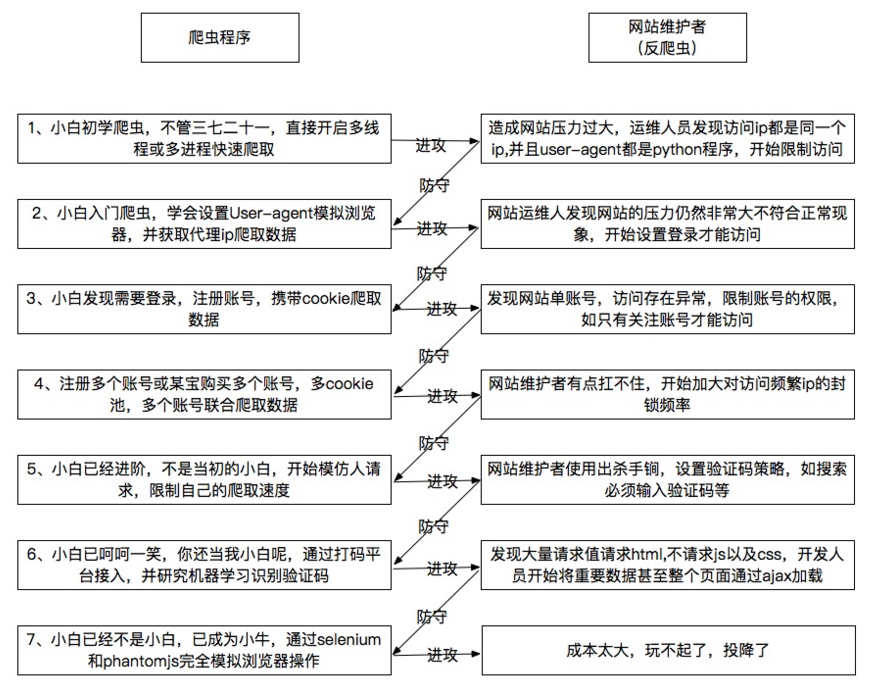 爬虫程序
网站维护者
（反爬虫）
1、小白初学爬虫，不管三七二十一，直接开启多线
程或多进程快速爬取
进攻
造成网站压力过大，运维人员发现访问ip都是同一个
ip,并且user-agent都是python程序，开始限制访问
防守
2、小白入门爬虫，学会设置User-agent模拟浏览
器，并获取代理ip爬取数据
进攻
网站运维人发现网站的压力仍然非常大不符合正常现
象，开始设置登录才能访问
防守
3、小白发现需要登录，注册账号，携带cookie爬取
数据
进攻
发现网站单账号，访问存在异常，限制账号的权限，
如只有关注账号才能访问
防守
4、注册多个账号或某宝购买多个账号，多cookie
池，多个账号联合爬取数据
进攻
网站维护者有点扛不住，开始加大对访问频繁ip的封
锁频率
防守
5、小白已经进阶，不是当初的小白，开始模仿人请
求，限制自己的爬取速度
进攻
网站维护者使用出杀手锏，设置验证码策略，如搜索
必须输入验证码等
防守
6、小白已呵呵一笑，你还当我小白呢，通过打码平
台接入，并研究机器学习识别验证码
进攻
发现大量请求值请求html,不请求js以及css，开发人
员开始将重要数据甚至整个页面通过ajax加载
防守
7、小白已经不是小白，已成为小牛，通过selenium
和phantomjs完全模拟浏览器操作
进攻
成本太大，玩不起了，投降了